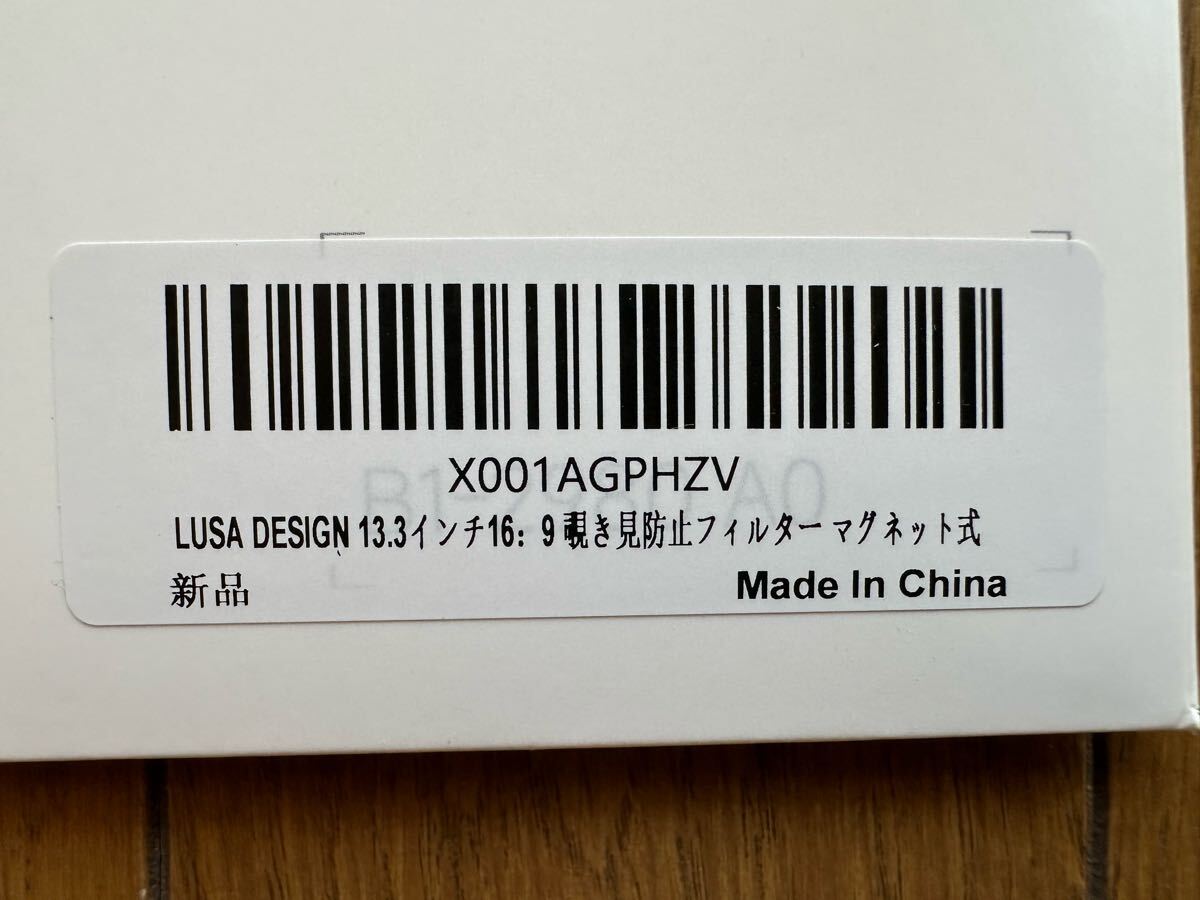 X001AGPHZV
LUSA DESIGN 13.3インチ16：9 覗き見防止フィルター マグネット式
新品
Made In China